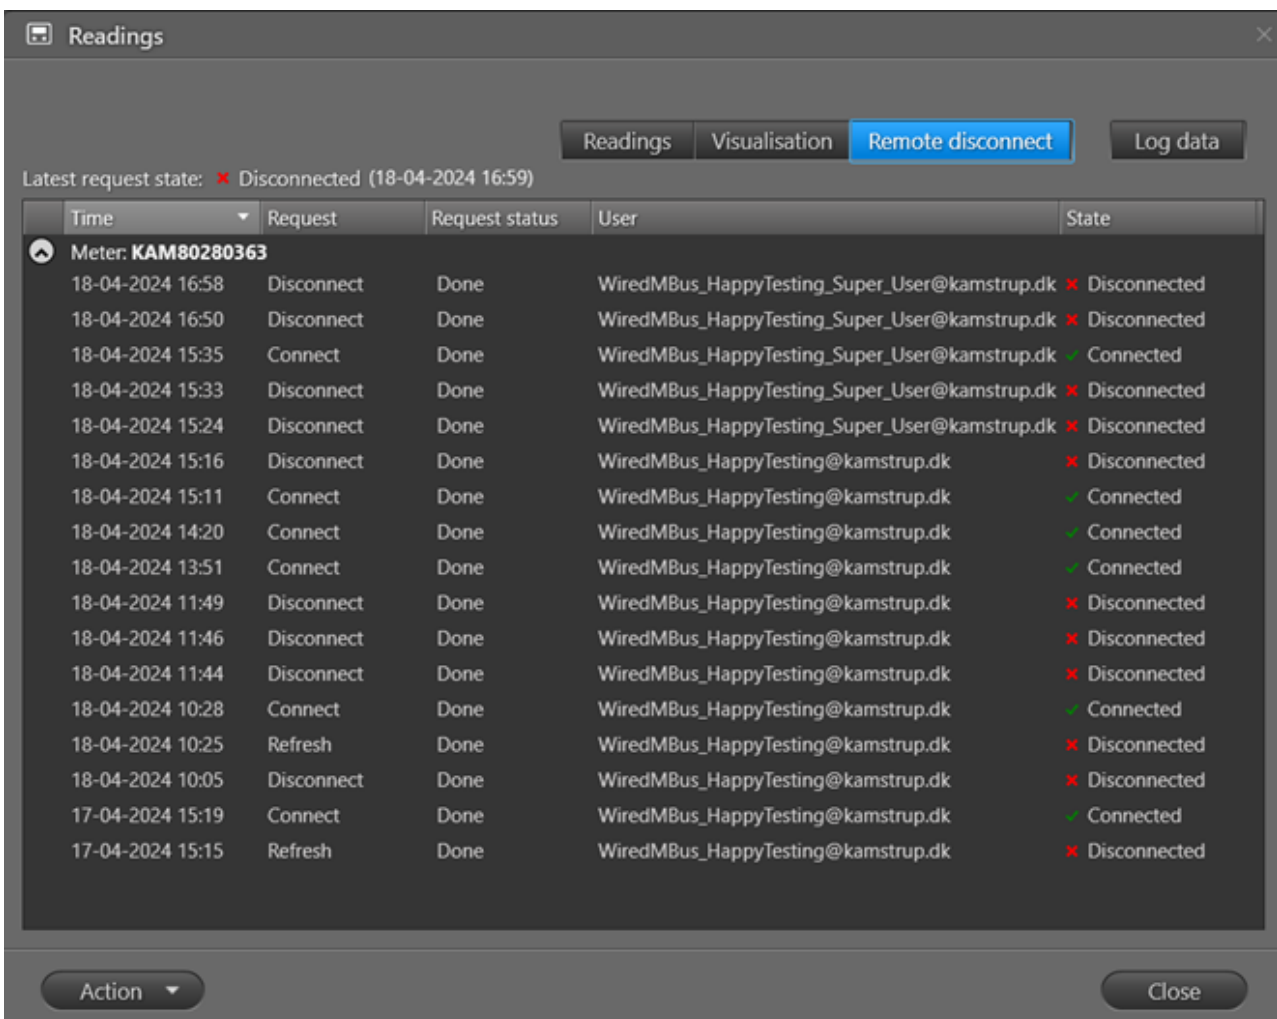 Readings
Readings Visualisation Remote disconnect Log data
Latest request state: Disconnected (18-04-2024 16:59)
Time Request Request status User State
Meter: KAM80280363
18-04-2024 16:58 Disconnect Done WiredMBus_HappyTesting_Super_User@kamstrup.dk Disconnected
18-04-2024 16:50 Disconnect Done WiredMBus_HappyTesting_Super_User@kamstrup.dk Disconnected
18-04-2024 15:35 Connect Done WiredMBus_HappyTesting_Super_User@kamstrup.dk Connected
18-04-2024 15:33 Disconnect Done WiredMBus_HappyTesting_Super_User@kamstrup.dk Disconnected
18-04-2024 15:24 Disconnect Done WiredMBus_HappyTesting_Super_User@kamstrup.dk Disconnected
18-04-2024 15:16 Disconnect Done WiredMBus_HappyTesting@kamstrup.dk Disconnected
18-04-2024 15:11 Connect Done WiredMBus_HappyTesting@kamstrup.dk Connected
18-04-2024 14:20 Connect Done WiredMBus_HappyTesting@kamstrup.dk Connected
18-04-2024 13:51 Connect Done WiredMBus_HappyTesting@kamstrup.dk Connected
18-04-2024 11:49 Disconnect Done WiredMBus_HappyTesting@kamstrup.dk Disconnected
18-04-2024 11:46 Disconnect Done WiredMBus_HappyTesting@kamstrup.dk Disconnected
18-04-2024 11:44 Disconnect Done WiredMBus_HappyTesting@kamstrup.dk Disconnected
18-04-2024 10:28 Connect Done WiredMBus_HappyTesting@kamstrup.dk Connected
18-04-2024 10:25 Refresh Done WiredMBus_HappyTesting@kamstrup.dk Disconnected
18-04-2024 10:05 Disconnect Done WiredMBus_HappyTesting@kamstrup.dk Disconnected
17-04-2024 15:19 Connect Done WiredMBus_HappyTesting@kamstrup.dk Connected
17-04-2024 15:15 Refresh Done WiredMBus_HappyTesting@kamstrup.dk Disconnected
Action Close